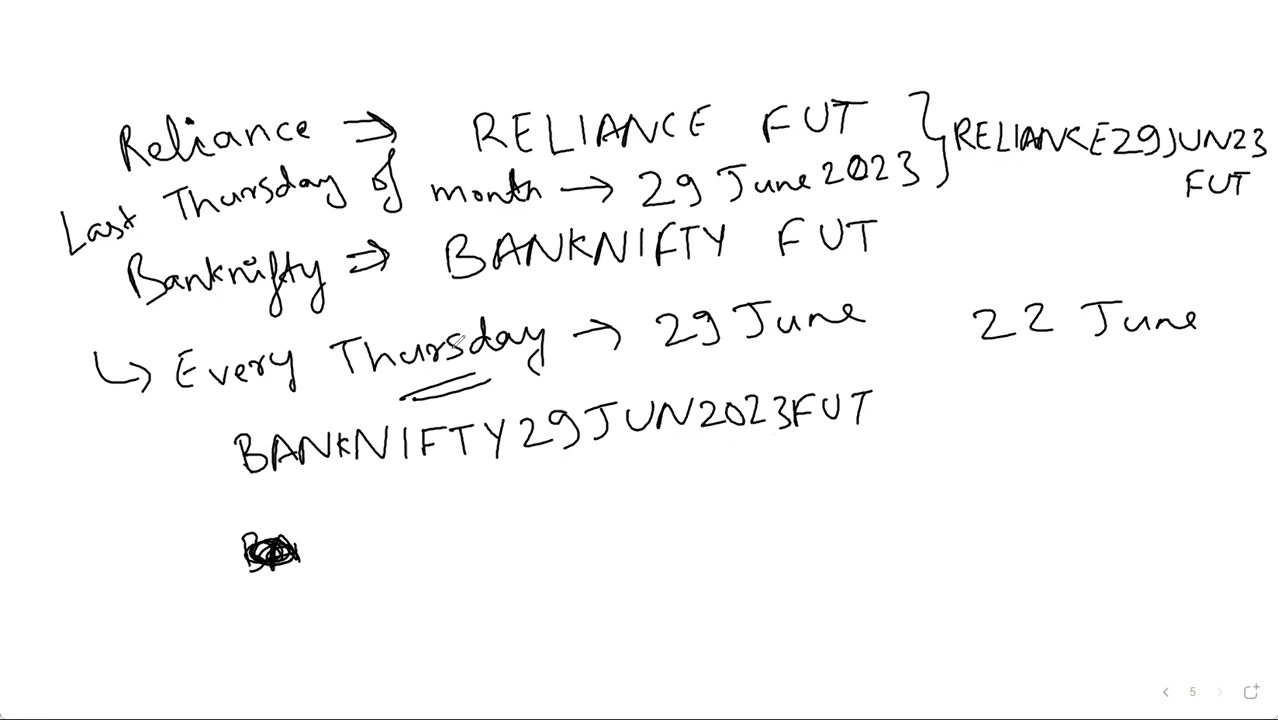 Reliance ⇒ RELIANCE FUT } RELIANCE29JUN23 FUT
Last Thursday of month → 29 June 2023
Banknifty ⇒ BANKNIFTY FUT
↳ Every Thursday → 29 June 22 June
BANKNIFTY29JUN2023FUT
5